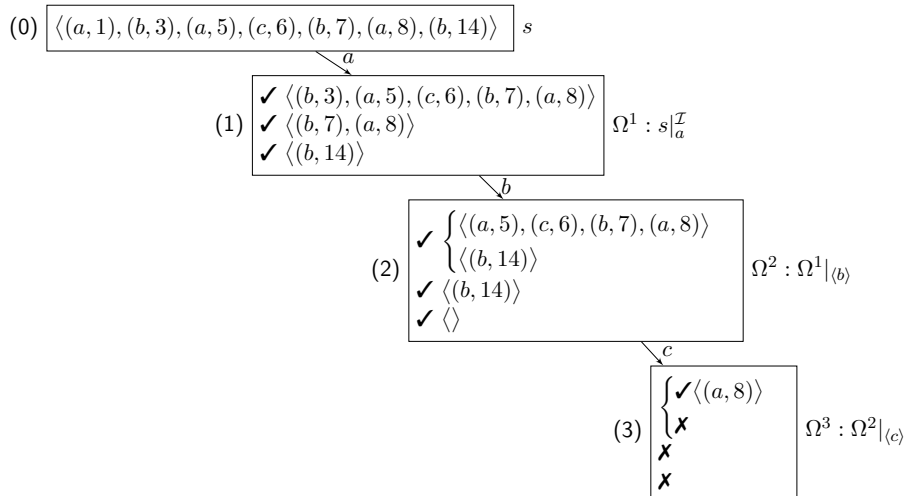 (0) ⟨(a, 1), (b, 3), (a, 5), (c, 6), (b, 7), (a, 8), (b, 14)⟩ s
a
✓ ⟨(b, 3), (a, 5), (c, 6), (b, 7), (a, 8)⟩
(1) ✓ ⟨(b, 7), (a, 8)⟩ Ω¹ : s|ₐᴵ
✓ ⟨(b, 14)⟩
b
✓ { ⟨(a, 5), (c, 6), (b, 7), (a, 8)⟩
⟨(b, 14)⟩
(2) ✓ ⟨(b, 14)⟩ Ω² : Ω¹|⟨b⟩
✓ ⟨⟩
c
{ ✓⟨(a, 8)⟩
✗
(3) ✗ Ω³ : Ω²|⟨c⟩
✗